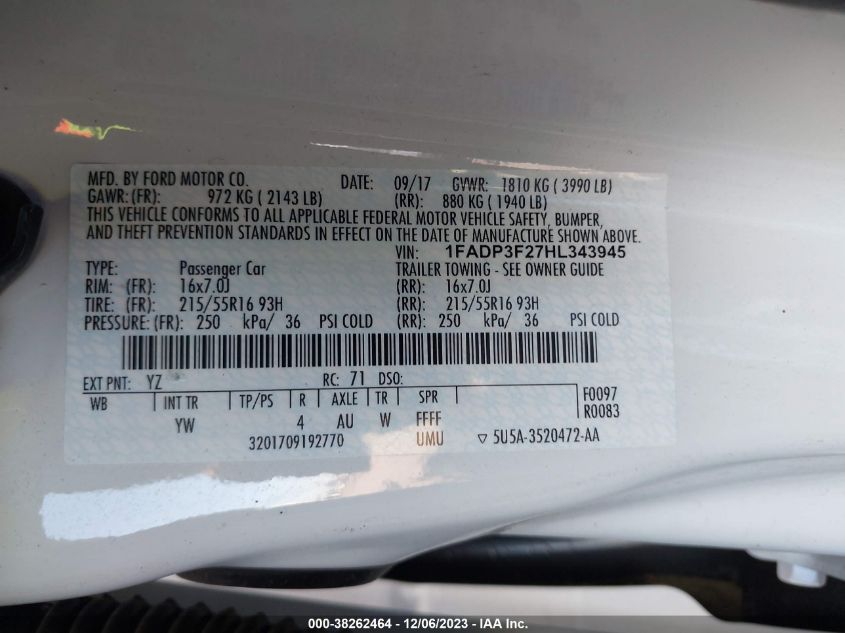 MFD. BY FORD MOTOR CO. DATE: 09/17 GVWR: 1810 KG ( 3990 LB)
GAWR: (FR): 972 KG ( 2143 LB) (RR): 880 KG ( 1940 LB)
THIS VEHICLE CONFORMS TO ALL APPLICABLE FEDERAL MOTOR VEHICLE SAFETY, BUMPER,
AND THEFT PREVENTION STANDARDS IN EFFECT ON THE DATE OF MANUFACTURE SHOWN ABOVE.
VIN: 1FADP3F27HL343945
TYPE: Passenger Car TRAILER TOWING - SEE OWNER GUIDE
RIM: (FR): 16x7.0J (RR): 16x7.0J
TIRE: (FR): 215/55R16 93H (RR): 215/55R16 93H
PRESSURE: (FR): 250 kPa/ 36 PSI COLD (RR): 250 kPa/ 36 PSI COLD
EXT PNT: YZ RC: 71 DSO:
WB INT TR TP/PS R AXLE TR SPR F0097
YW 4 AU W FFFF R0083
3201709192770 UMU ▽ 5U5A-3520472-AA
000-38262464 - 12/06/2023 - IAA Inc.